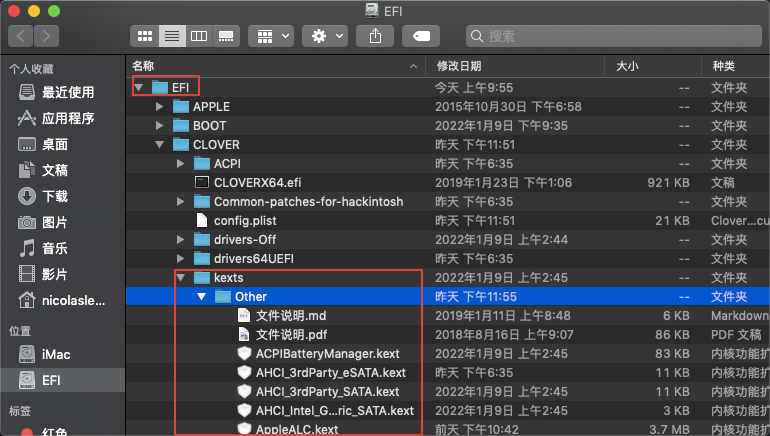 EFI
搜索
名称 修改日期 大小 种类
个人收藏
最近使用
应用程序
桌面
文稿
下载
图片
音乐
影片
nicolasle...
位置
iMac
EFI
标签
红色
EFI 今天 上午9:55 -- 文件夹
APPLE 2015年10月30日 下午6:58 -- 文件夹
BOOT 2022年1月9日 下午9:35 -- 文件夹
CLOVER 昨天 下午11:51 -- 文件夹
ACPI 昨天 下午6:35 -- 文件夹
CLOVERX64.efi 2019年1月23日 下午1:06 921 KB 文稿
Common-patches-for-hackintosh 昨天 下午6:35 -- 文件夹
config.plist 昨天 下午11:51 21 KB Clover...cu
drivers-Off 2022年1月9日 上午2:44 -- 文件夹
drivers64UEFI 昨天 下午6:35 -- 文件夹
kexts 2022年1月9日 上午2:45 -- 文件夹
Other 昨天 下午11:55 -- 文件夹
文件说明.md 2019年1月11日 上午8:48 6 KB Markdown
文件说明.pdf 2018年8月16日 上午9:07 86 KB PDF 文稿
ACPIBatteryManager.kext 2022年1月9日 上午2:45 83 KB 内核功能扩
AHCI_3rdParty_eSATA.kext 昨天 下午6:35 11 KB 内核功能扩
AHCI_3rdParty_SATA.kext 2022年1月9日 上午2:45 11 KB 内核功能扩
AHCI_Intel_G...ric_SATA.kext 2022年1月9日 上午2:45 11 KB 内核功能扩
AppleALC.kext 前天 下午10:42 3.7 MB 内核功能扩